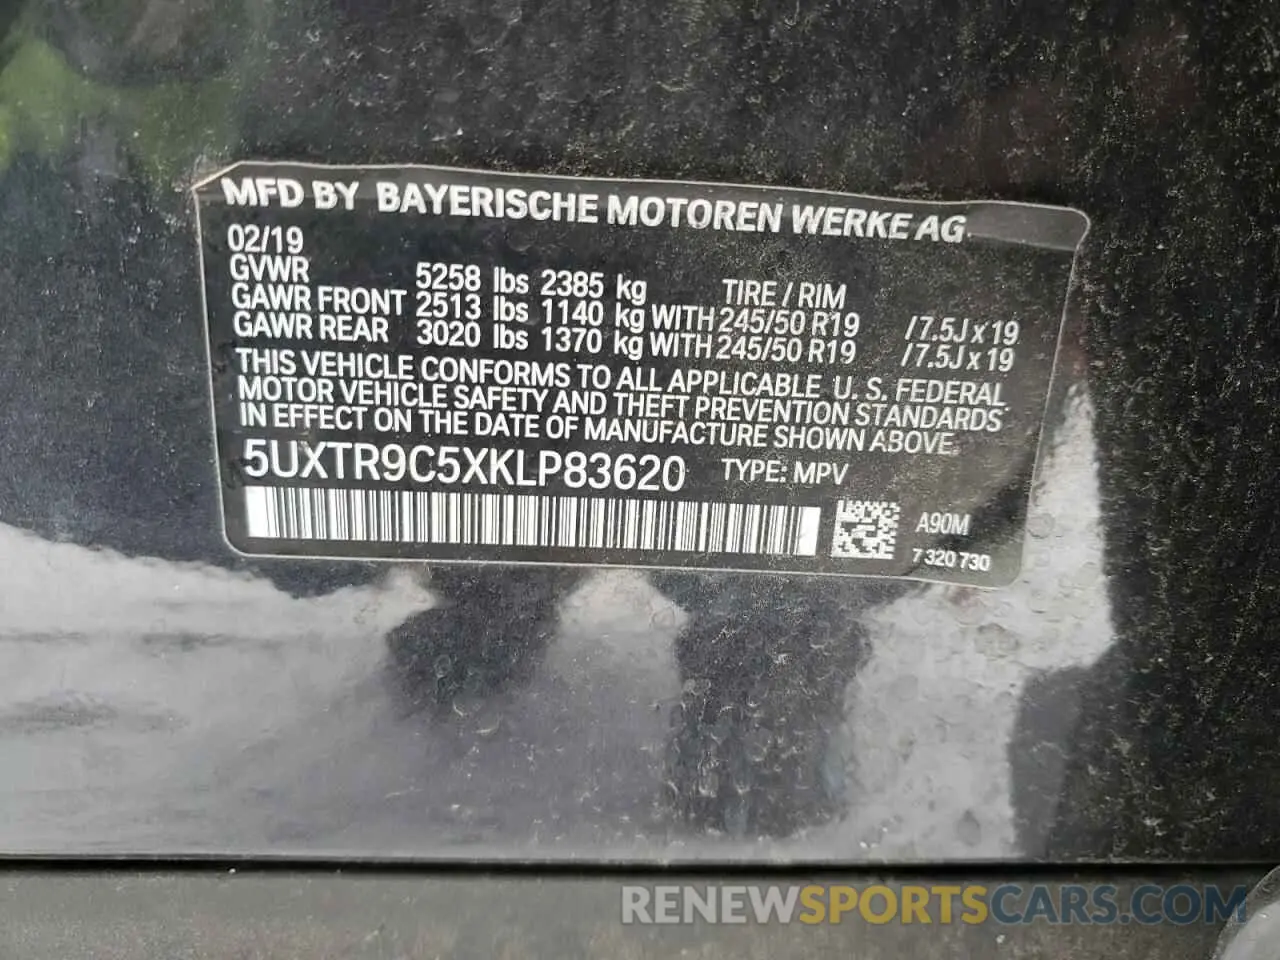 MFD BY BAYERISCHE MOTOREN WERKE AG.
02/19
GVWR 5258 lbs 2385 kg TIRE / RIM
GAWR FRONT 2513 lbs 1140 kg WITH 245/50 R19 / 7.5J x 19
GAWR REAR 3020 lbs 1370 kg WITH 245/50 R19 / 7.5J x 19
THIS VEHICLE CONFORMS TO ALL APPLICABLE U. S. FEDERAL
MOTOR VEHICLE SAFETY AND THEFT PREVENTION STANDARDS
IN EFFECT ON THE DATE OF MANUFACTURE SHOWN ABOVE.
5UXTR9C5XKLP83620 TYPE: MPV
A90M
7 320 730
RENEWSPORTSCARS.COM